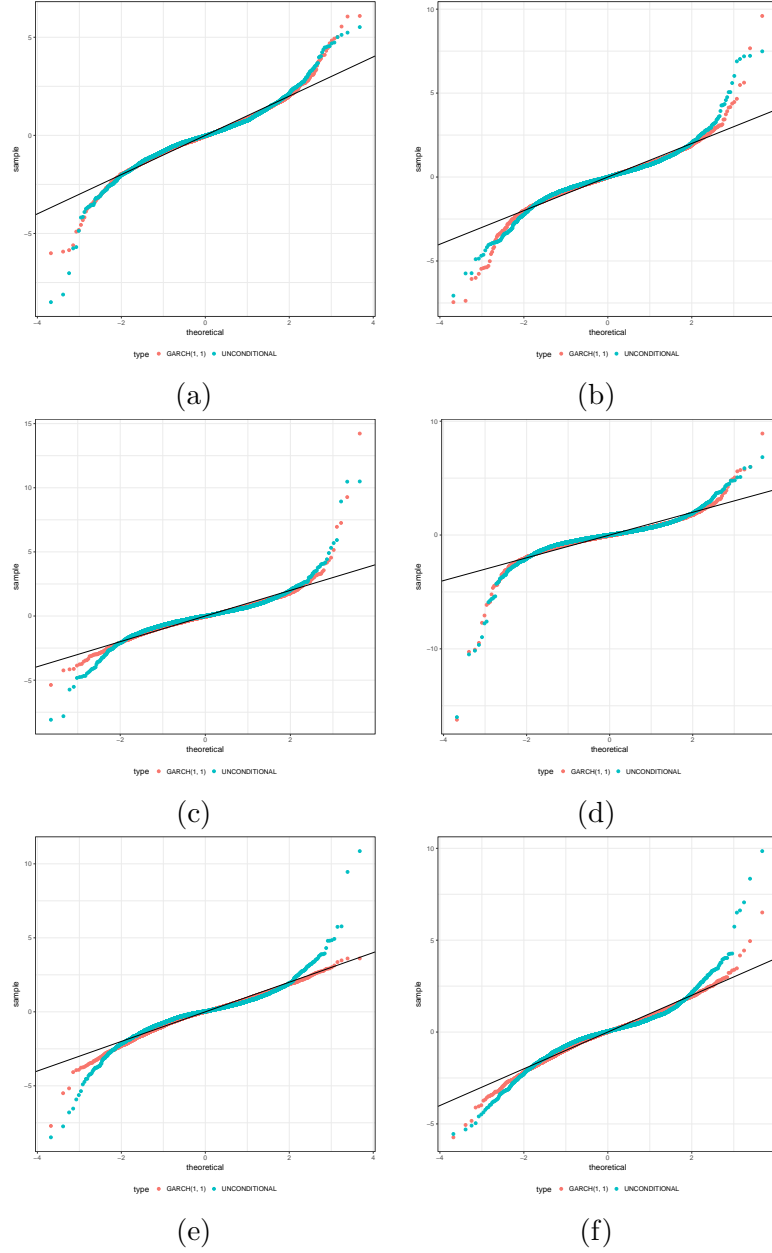 5
0
−5
sample
−4
−2
0
2
4
theoretical
type GARCH(1, 1) UNCONDITIONAL
(a)
10
5
0
−5
sample
−4
−2
0
2
4
theoretical
type GARCH(1, 1) UNCONDITIONAL
(b)
15
10
5
0
−5
sample
−2
0
2
4
theoretical
type GARCH(1, 1) UNCONDITIONAL
(c)
10
0
−10
sample
−4
−2
0
2
4
theoretical
type GARCH(1, 1) UNCONDITIONAL
(d)
10
5
0
−5
sample
−4
−2
0
2
4
theoretical
type GARCH(1, 1) UNCONDITIONAL
(e)
10
5
0
−5
sample
−4
−2
0
2
4
theoretical
type GARCH(1, 1) UNCONDITIONAL
(f)